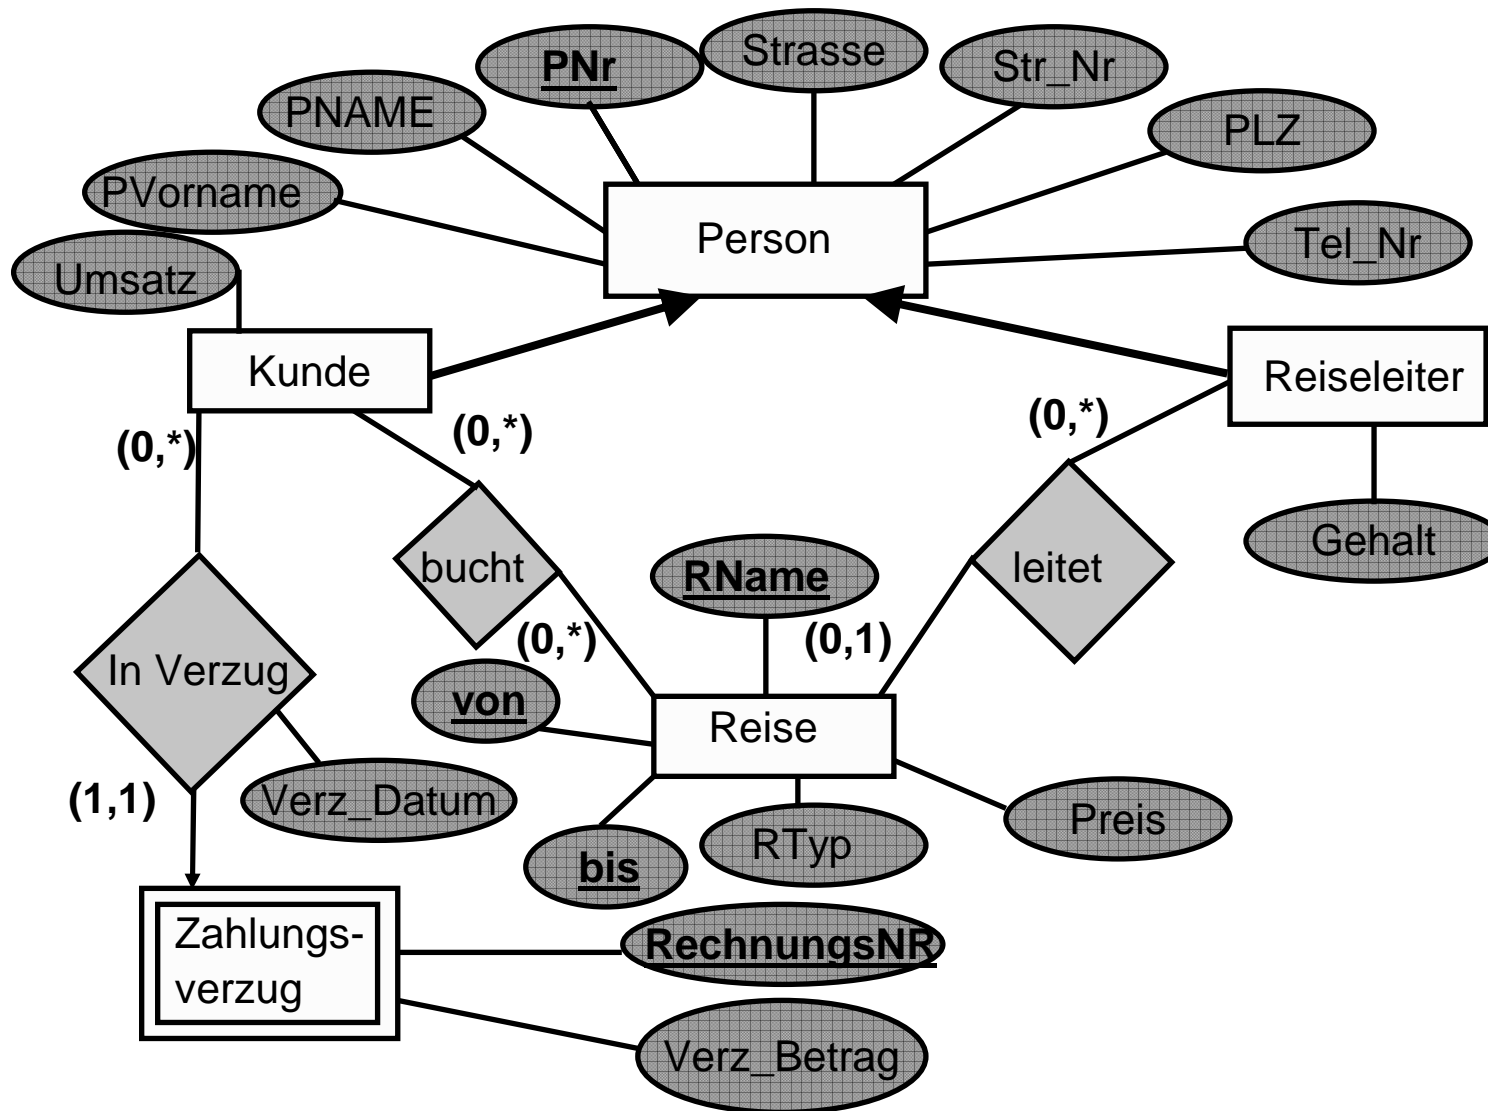 PNr
Strasse
Str_Nr
PNAME
PLZ
PVorname
Person
Tel_Nr
Umsatz
Kunde
Reiseleiter
(0,*)
(0,*)
(0,*)
bucht
RName
leitet
Gehalt
In Verzug
(0,*)
(0,1)
von
Reise
(1,1)
Verz_Datum
bis
RTyp
Preis
Zahlungs-
verzug
RechnungsNR
Verz_Betrag